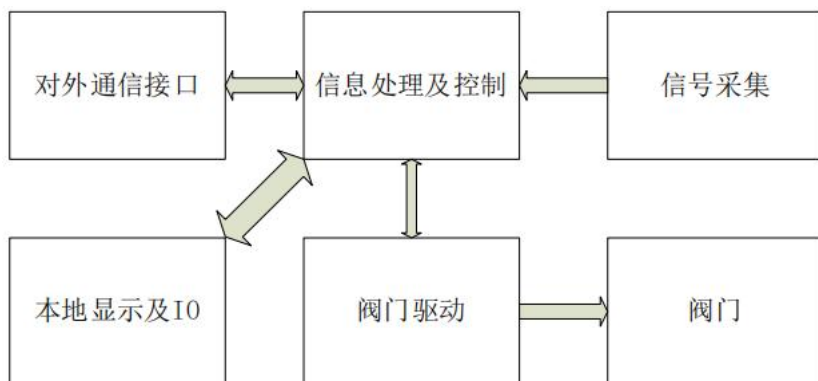 对外通信接口
信息处理及控制
信号采集
本地显示及IO
阀门驱动
阀门